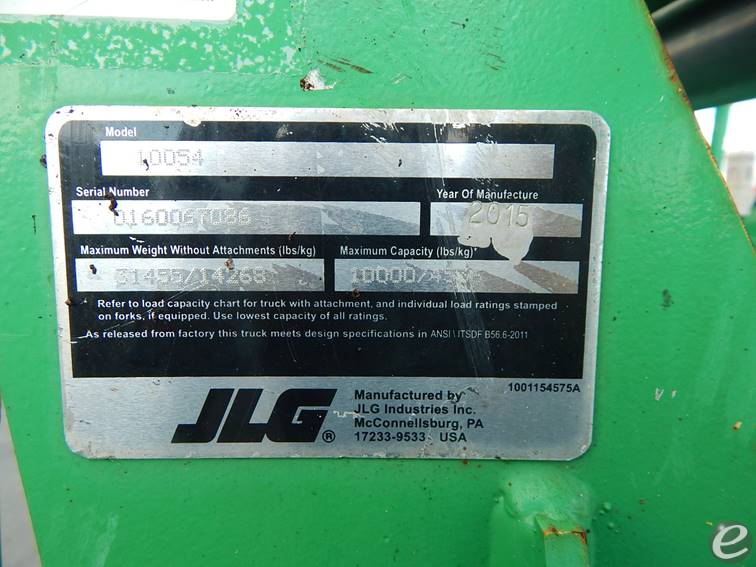 Model
10054
Serial Number
Year Of Manufacture
0160067086
2015
Maximum Weight Without Attachments (lbs/kg)
Maximum Capacity (lbs/kg)*
31455/14268
10000/4536
* Refer to load capacity chart for truck with attachment, and individual load ratings stamped
on forks, if equipped. Use lowest capacity of all ratings.
As released from factory this truck meets design specifications in ANSI \ ITSDF B56.6-2011
JLG®
Manufactured by
JLG Industries Inc.
McConnellsburg, PA
17233-9533 USA
1001154575A
e